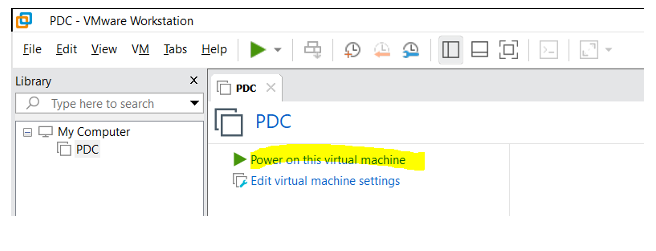 PDC - VMware Workstation
File Edit View VM Tabs Help
Library X
Type here to search
My Computer
PDC
PDC
PDC
Power on this virtual machine
Edit virtual machine settings